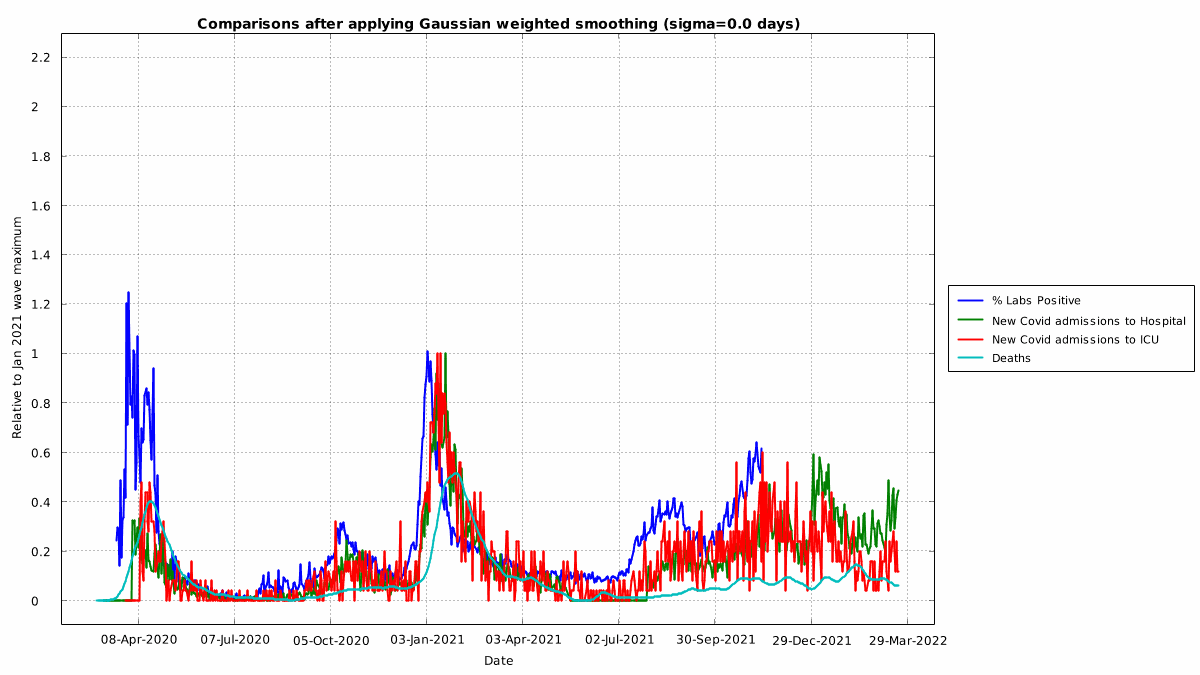 Comparisons after applying Gaussian weighted smoothing (sigma=0.0 days)
Relative to Jan 2021 wave maximum
2.2
2
1.8
1.6
1.4
1.2
1
0.8
0.6
0.4
0.2
0
08-Apr-2020 07-Jul-2020 05-Oct-2020 03-Jan-2021 03-Apr-2021 02-Jul-2021 30-Sep-2021 29-Dec-2021 29-Mar-2022
Date
% Labs Positive
New Covid admissions to Hospital
New Covid admissions to ICU
Deaths